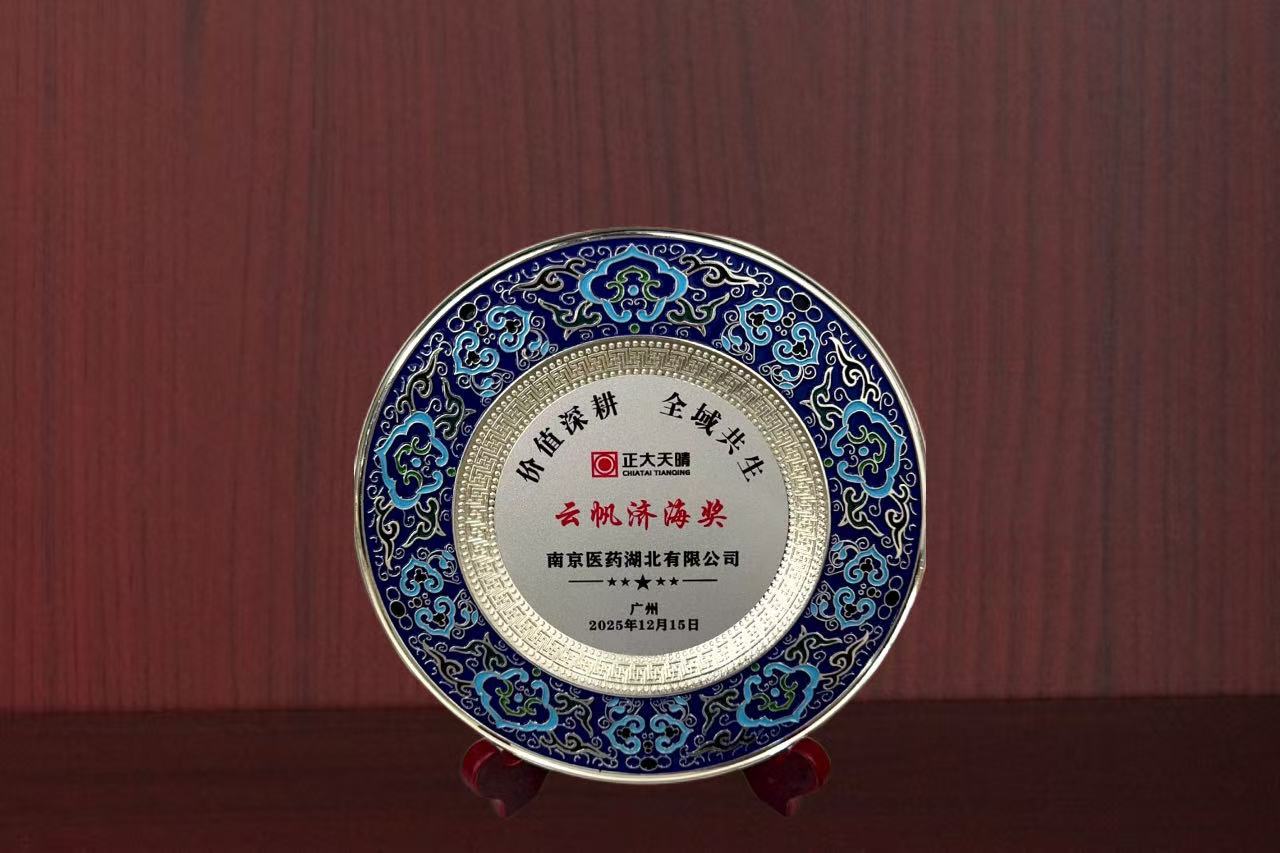 价值深耕 全域共生
正大天晴
CHIATAI TIANQING
云帆济海奖
南京医药湖北有限公司
广州
2025年12月15日